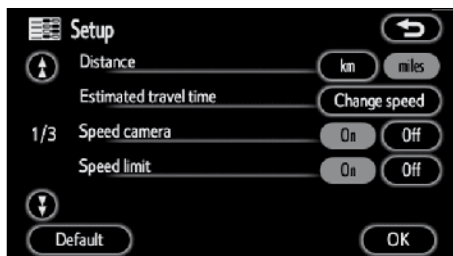 Setup
Distance km miles
Estimated travel time Change speed
1/3 Speed camera On Off
Speed limit On Off
Default OK